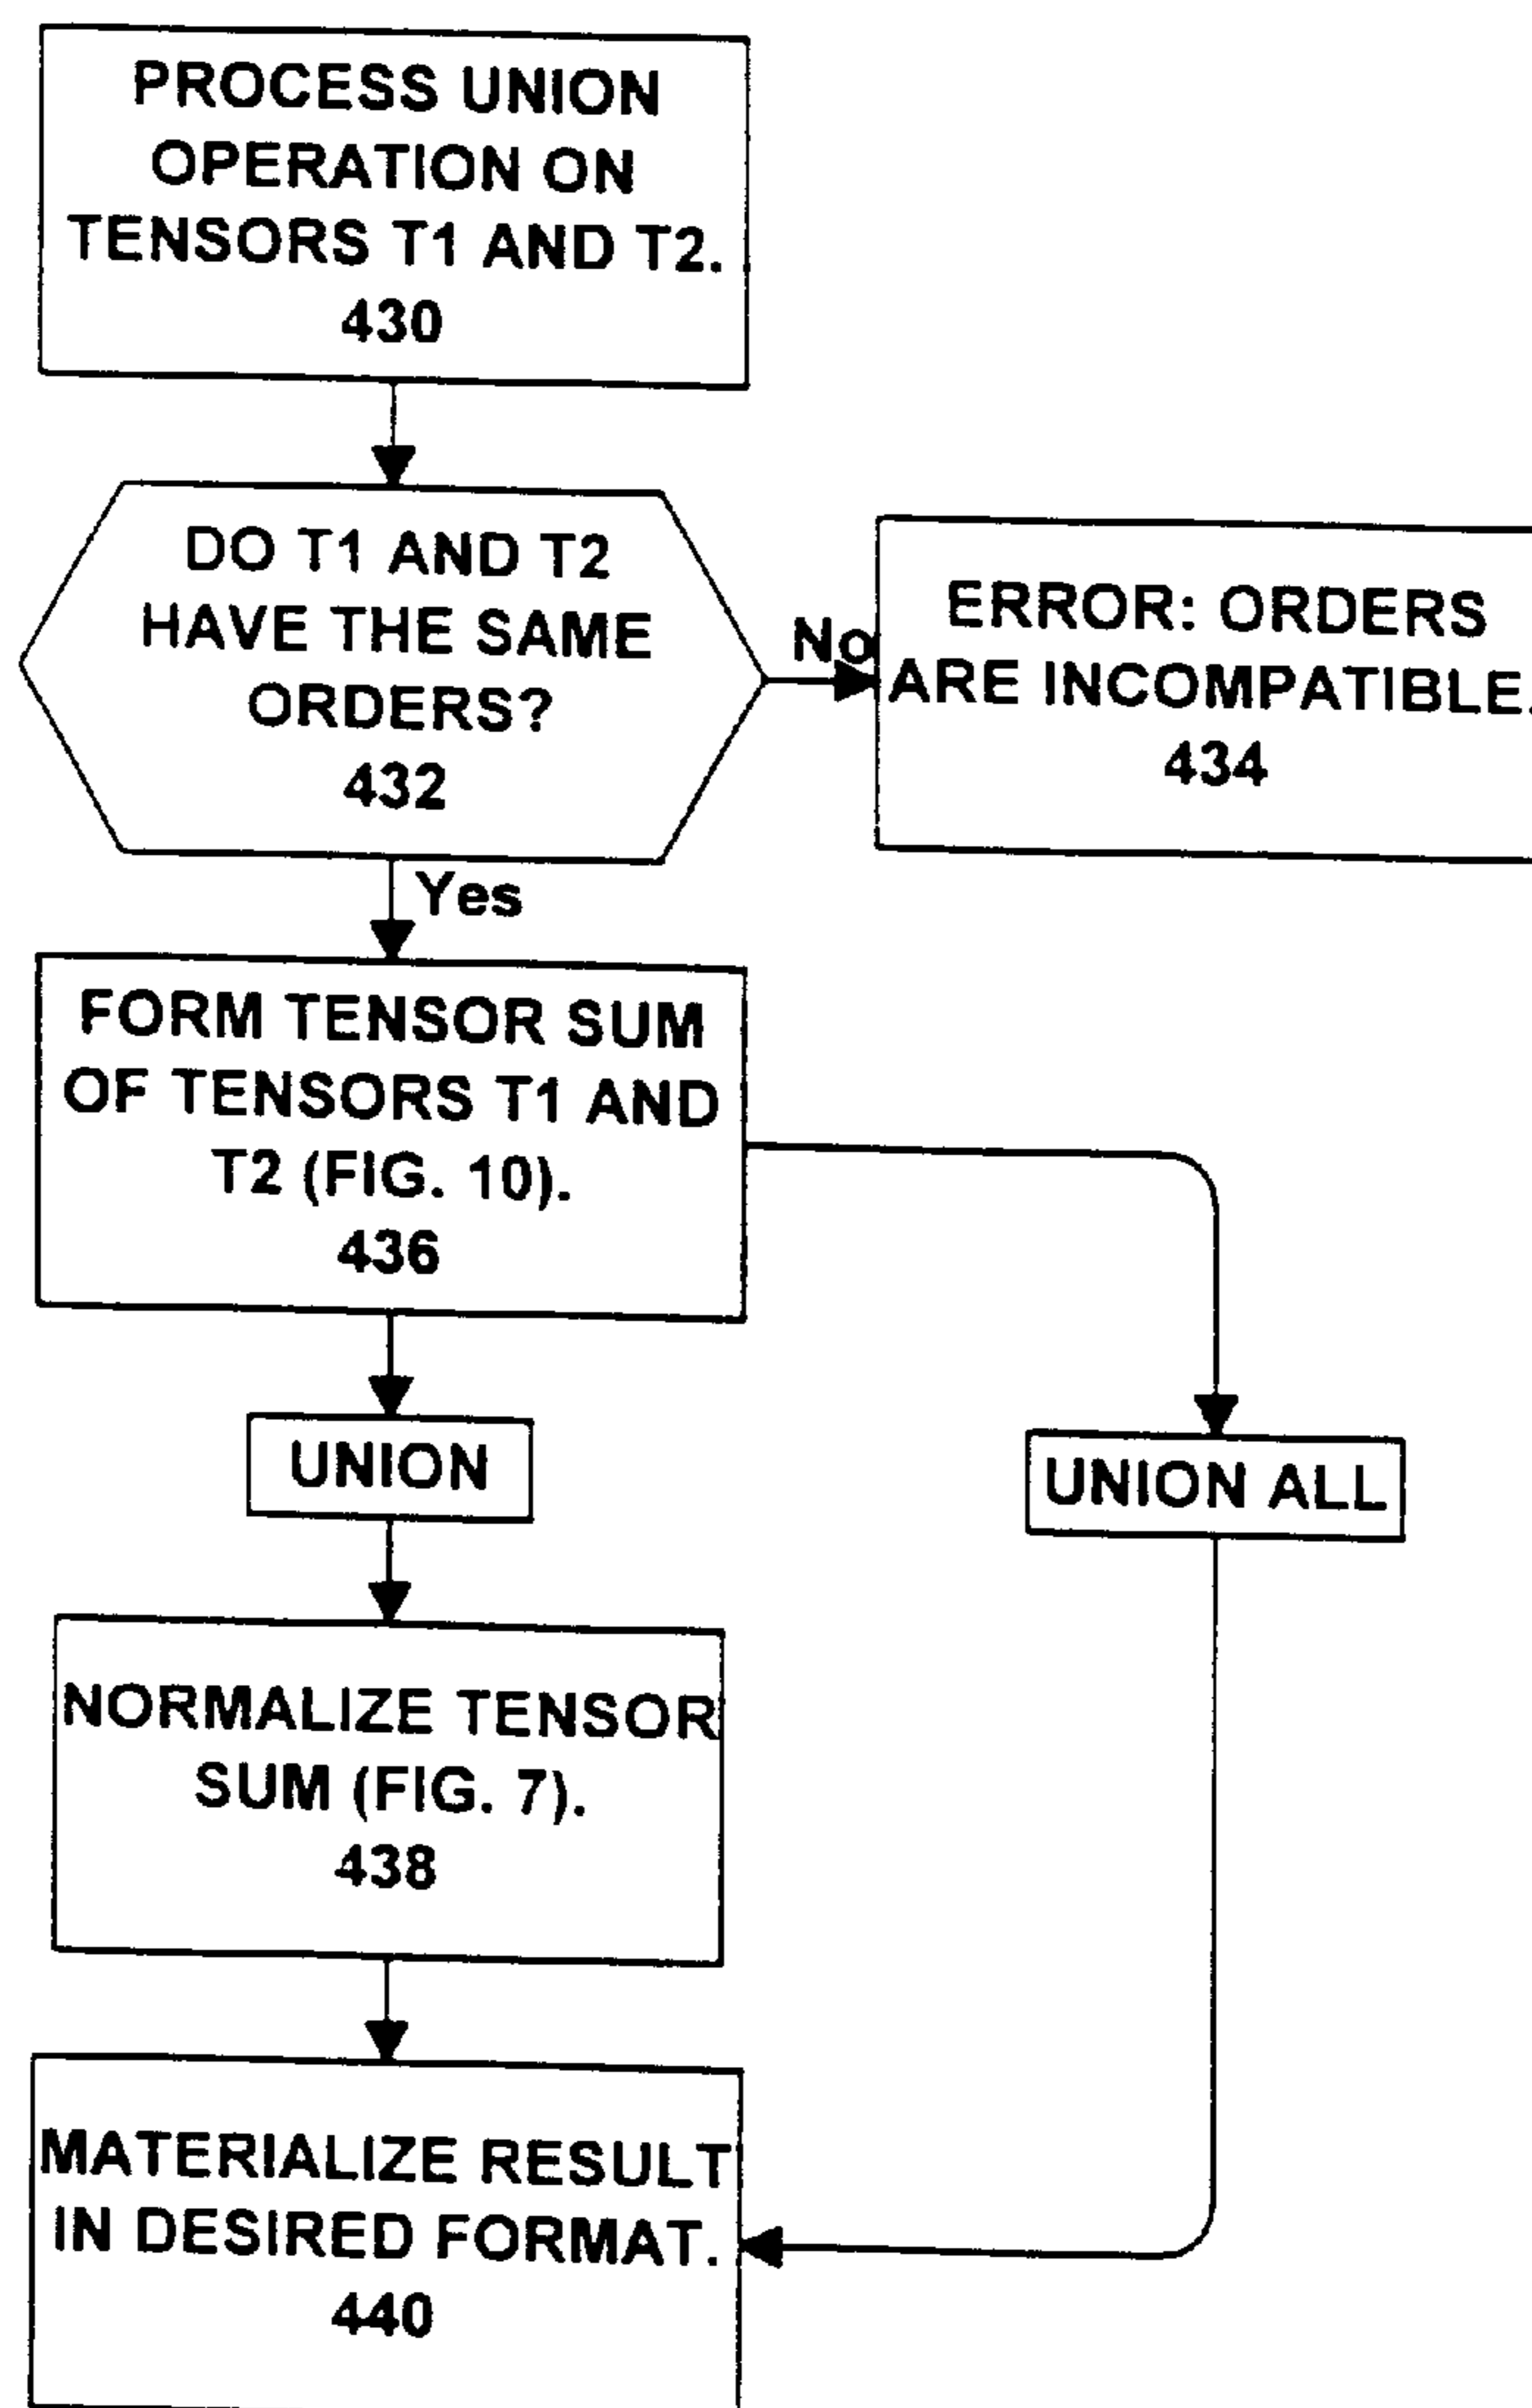 PROCESS UNION
OPERATION ON
TENSORS T1 AND T2.
430
DO T1 AND T2
HAVE THE SAME
ORDERS?
432
No
ERROR: ORDERS
ARE INCOMPATIBLE.
434
Yes
FORM TENSOR SUM
OF TENSORS T1 AND
T2 (FIG. 10).
436
UNION
UNION ALL
NORMALIZE TENSOR
SUM (FIG. 7).
438
MATERIALIZE RESULT
IN DESIRED FORMAT.
440